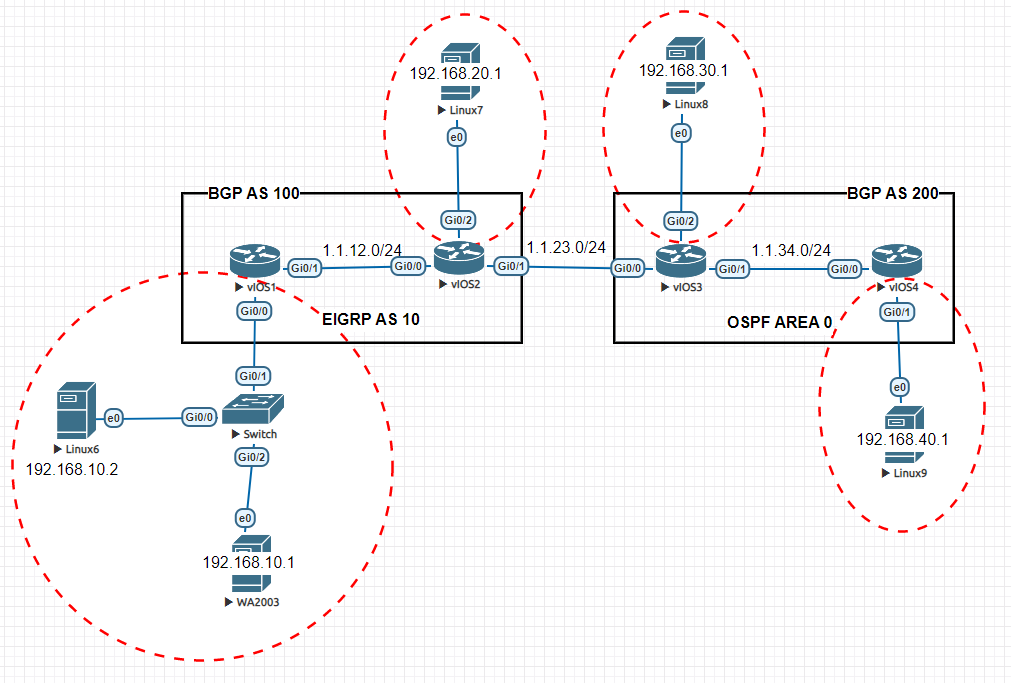 192.168.20.1
Linux7
e0
Gi0/2
192.168.30.1
Linux8
e0
Gi0/2
BGP AS 100
BGP AS 200
1.1.12.0/24
1.1.23.0/24
1.1.34.0/24
Gi0/1
Gi0/0
Gi0/1
Gi0/0
Gi0/1
Gi0/0
vIOS1
vIOS2
vIOS3
vIOS4
Gi0/0
EIGRP AS 10
OSPF AREA 0
Gi0/1
Gi0/1
e0
Gi0/0
Switch
Linux6
192.168.10.2
Gi0/2
e0
192.168.10.1
WA2003
e0
192.168.40.1
Linux9